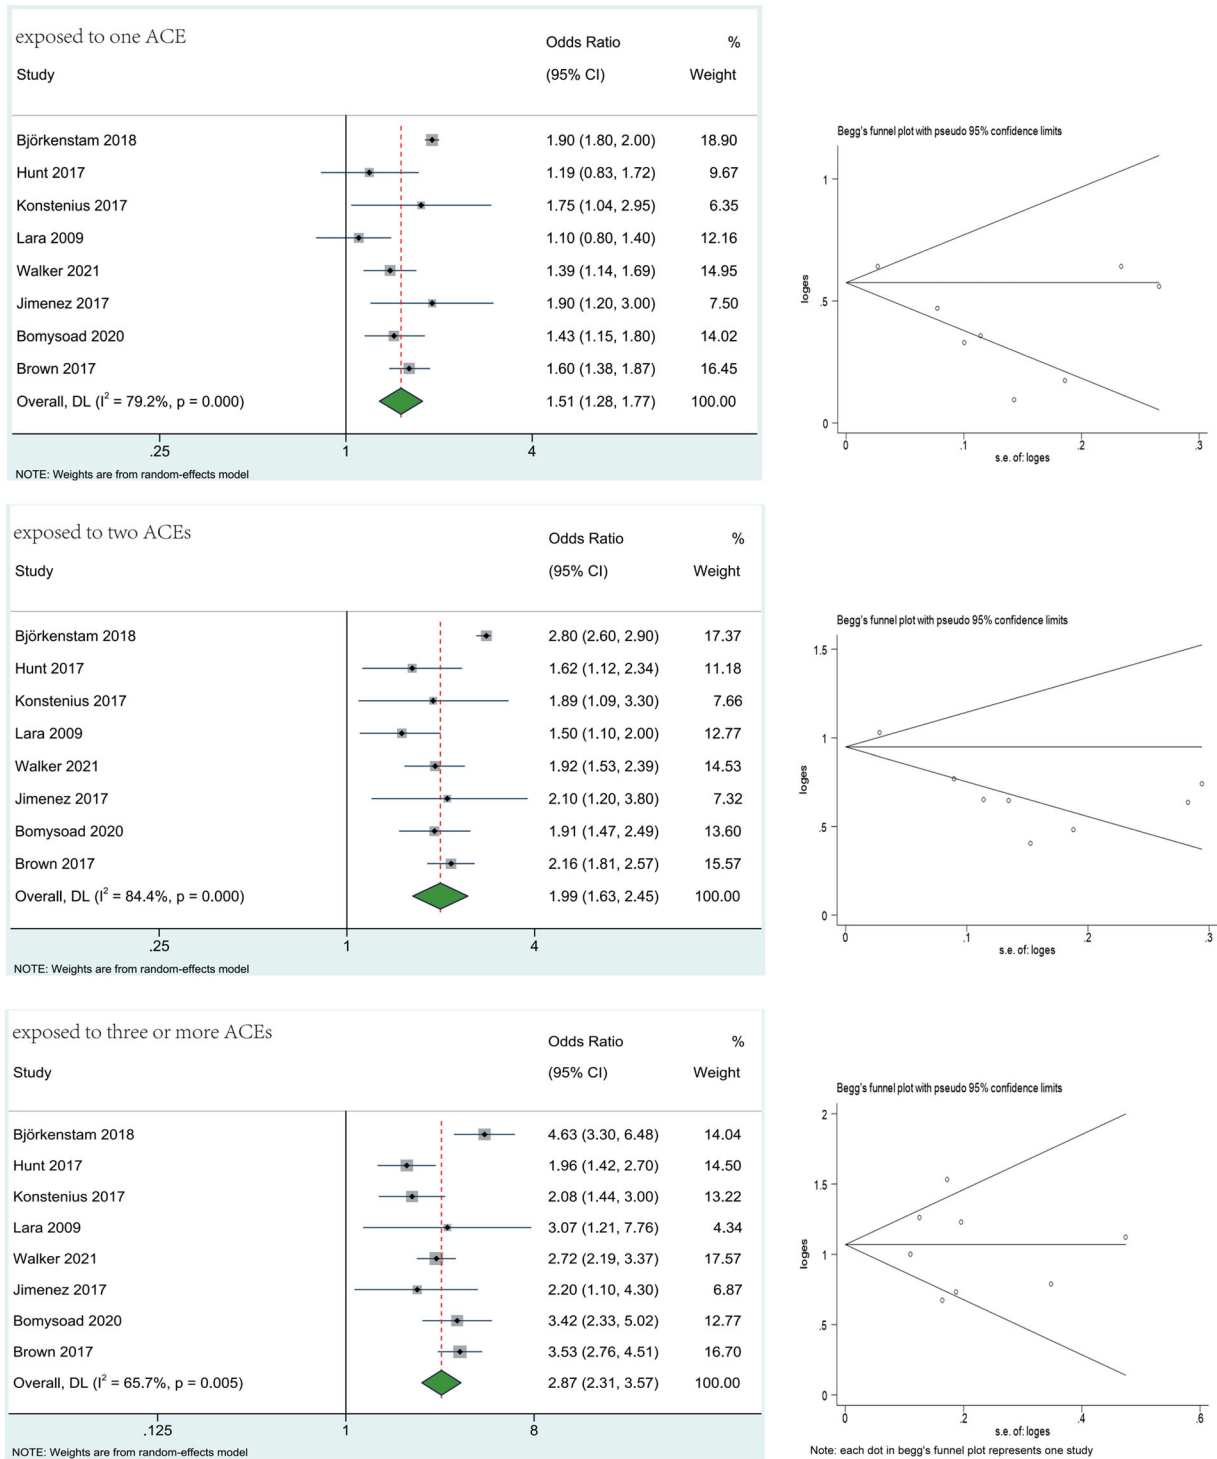 exposed to one ACE
Odds Ratio %
Study (95% CI) Weight
Björkenstam 2018 1.90 (1.80, 2.00) 18.90
Hunt 2017 1.19 (0.83, 1.72) 9.67
Konstenius 2017 1.75 (1.04, 2.95) 6.35
Lara 2009 1.10 (0.80, 1.40) 12.16
Walker 2021 1.39 (1.14, 1.69) 14.95
Jimenez 2017 1.90 (1.20, 3.00) 7.50
Bomysoad 2020 1.43 (1.15, 1.80) 14.02
Brown 2017 1.60 (1.38, 1.87) 16.45
Overall, DL (I² = 79.2%, p = 0.000) 1.51 (1.28, 1.77) 100.00
.25 1 4
NOTE: Weights are from random-effects model
Begg's funnel plot with pseudo 95% confidence limits
1
loges
.5
0
0 .1 .2 .3
s.e. of: loges
exposed to two ACEs
Odds Ratio %
Study (95% CI) Weight
Björkenstam 2018 2.80 (2.60, 2.90) 17.37
Hunt 2017 1.62 (1.12, 2.34) 11.18
Konstenius 2017 1.89 (1.09, 3.30) 7.66
Lara 2009 1.50 (1.10, 2.00) 12.77
Walker 2021 1.92 (1.53, 2.39) 14.53
Jimenez 2017 2.10 (1.20, 3.80) 7.32
Bomysoad 2020 1.91 (1.47, 2.49) 13.60
Brown 2017 2.16 (1.81, 2.57) 15.57
Overall, DL (I² = 84.4%, p = 0.000) 1.99 (1.63, 2.45) 100.00
.25 1 4
NOTE: Weights are from random-effects model
Begg's funnel plot with pseudo 95% confidence limits
1.5
1
loges
.5
0
0 .1 .2 .3
s.e. of: loges
exposed to three or more ACEs
Odds Ratio %
Study (95% CI) Weight
Björkenstam 2018 4.63 (3.30, 6.48) 14.04
Hunt 2017 1.96 (1.42, 2.70) 14.50
Konstenius 2017 2.08 (1.44, 3.00) 13.22
Lara 2009 3.07 (1.21, 7.76) 4.34
Walker 2021 2.72 (2.19, 3.37) 17.57
Jimenez 2017 2.20 (1.10, 4.30) 6.87
Bomysoad 2020 3.42 (2.33, 5.02) 12.77
Brown 2017 3.53 (2.76, 4.51) 16.70
Overall, DL (I² = 65.7%, p = 0.005) 2.87 (2.31, 3.57) 100.00
.125 1 8
NOTE: Weights are from random-effects model
Begg's funnel plot with pseudo 95% confidence limits
2
1.5
loges
1
.5
0
0 .2 .4 .6
s.e. of: loges
Note: each dot in begg's funnel plot represents one study